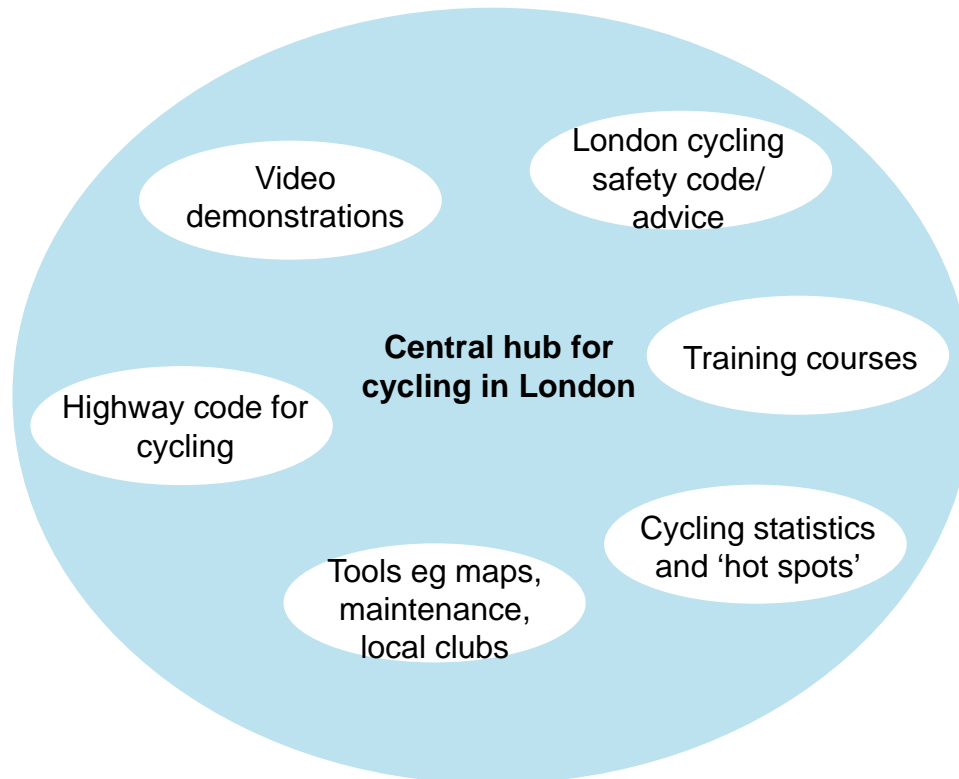 London cycling
safety code/
advice
Video
demonstrations
Central hub for
cycling in London
Training courses
Highway code for
cycling
Cycling statistics
and ‘hot spots’
Tools eg maps,
maintenance,
local clubs